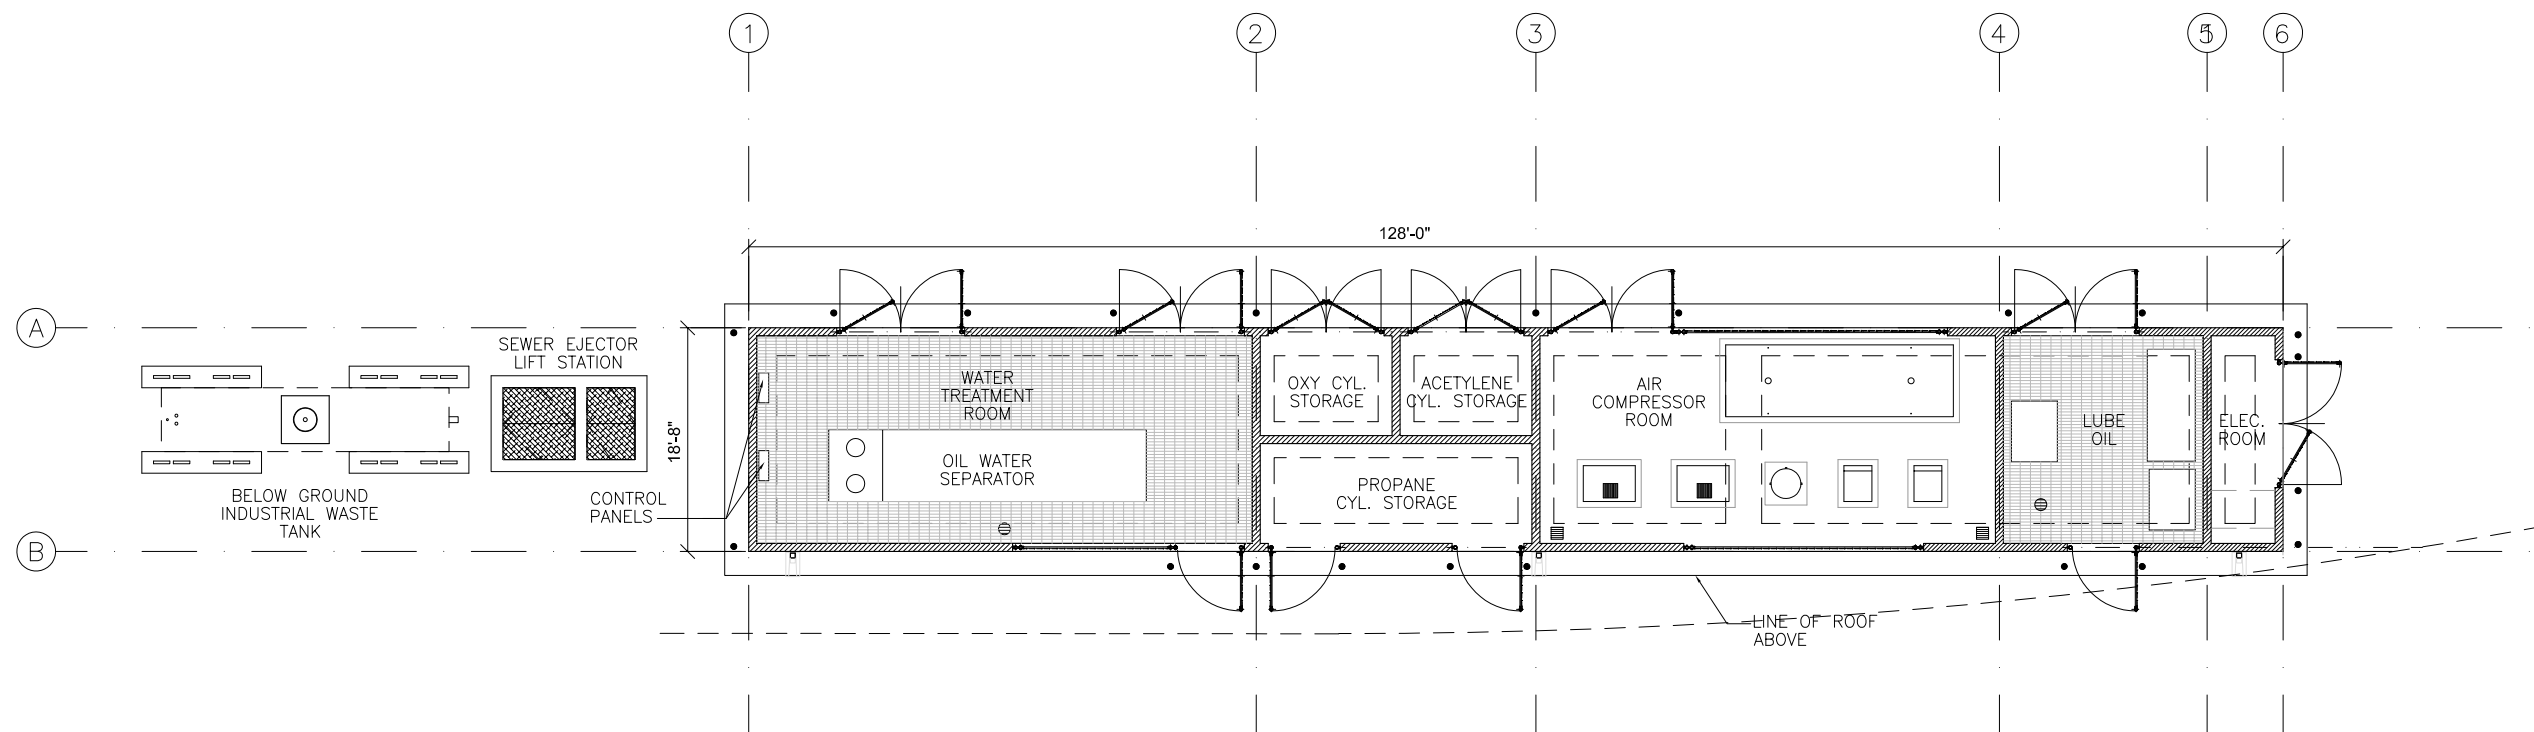 1
2
3
4
6
128'-0"
A
SEWER EJECTOR
LIFT STATION
18'-8"
WATER
TREATMENT
ROOM
OXY CYL.
STORAGE
ACETYLENE
CYL. STORAGE
AIR
COMPRESSOR
ROOM
LUBE
OIL
ELEC.
ROOM
OIL WATER
SEPARATOR
PROPANE
CYL. STORAGE
BELOW GROUND
INDUSTRIAL WASTE
TANK
CONTROL
PANELS
B
LINE OF ROOF
ABOVE